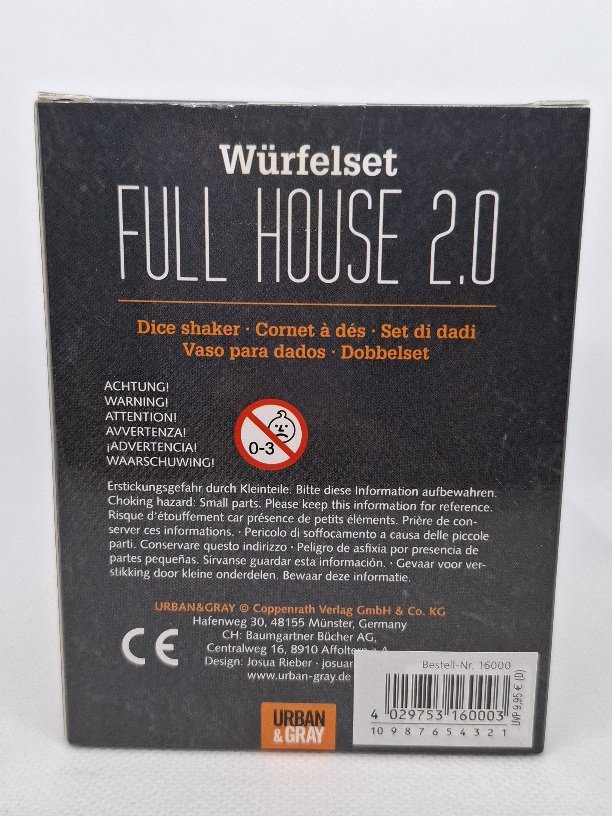 Würfelset
FULL HOUSE 2.0
Dice shaker · Cornet à dés · Set di dadi
Vaso para dados · Dobbelset
ACHTUNG!
WARNING!
ATTENTION!
AVVERTENZA!
¡ADVERTENCIA!
WAARSCHUWING!
0-3
Erstickungsgefahr durch Kleinteile. Bitte diese Information aufbewahren.
Choking hazard: Small parts. Please keep this information for reference.
Risque d'étouffement car présence de petits éléments. Prière de con-
server ces informations. · Pericolo di soffocamento a causa delle piccole
parti. Conservare questo indirizzo · Peligro de asfixia por presencia de
partes pequeñas. Sírvanse guardar esta información. · Gevaar voor ver-
stikking door kleine onderdelen. Bewaar deze informatie.
URBAN&GRAY © Coppenrath Verlag GmbH & Co. KG
Hafenweg 30, 48155 Münster, Germany
CH: Baumgartner Bücher AG,
Centralweg 16, 8910 Affoltern a.A.
Design: Josua Rieber · josuar
www.urban-gray.de
CE
URBAN
&GRAY
Bestell-Nr. 16000
4 029753 160003
10 9 8 7 6 5 4 3 2 1
UVP 9,95 € (D)